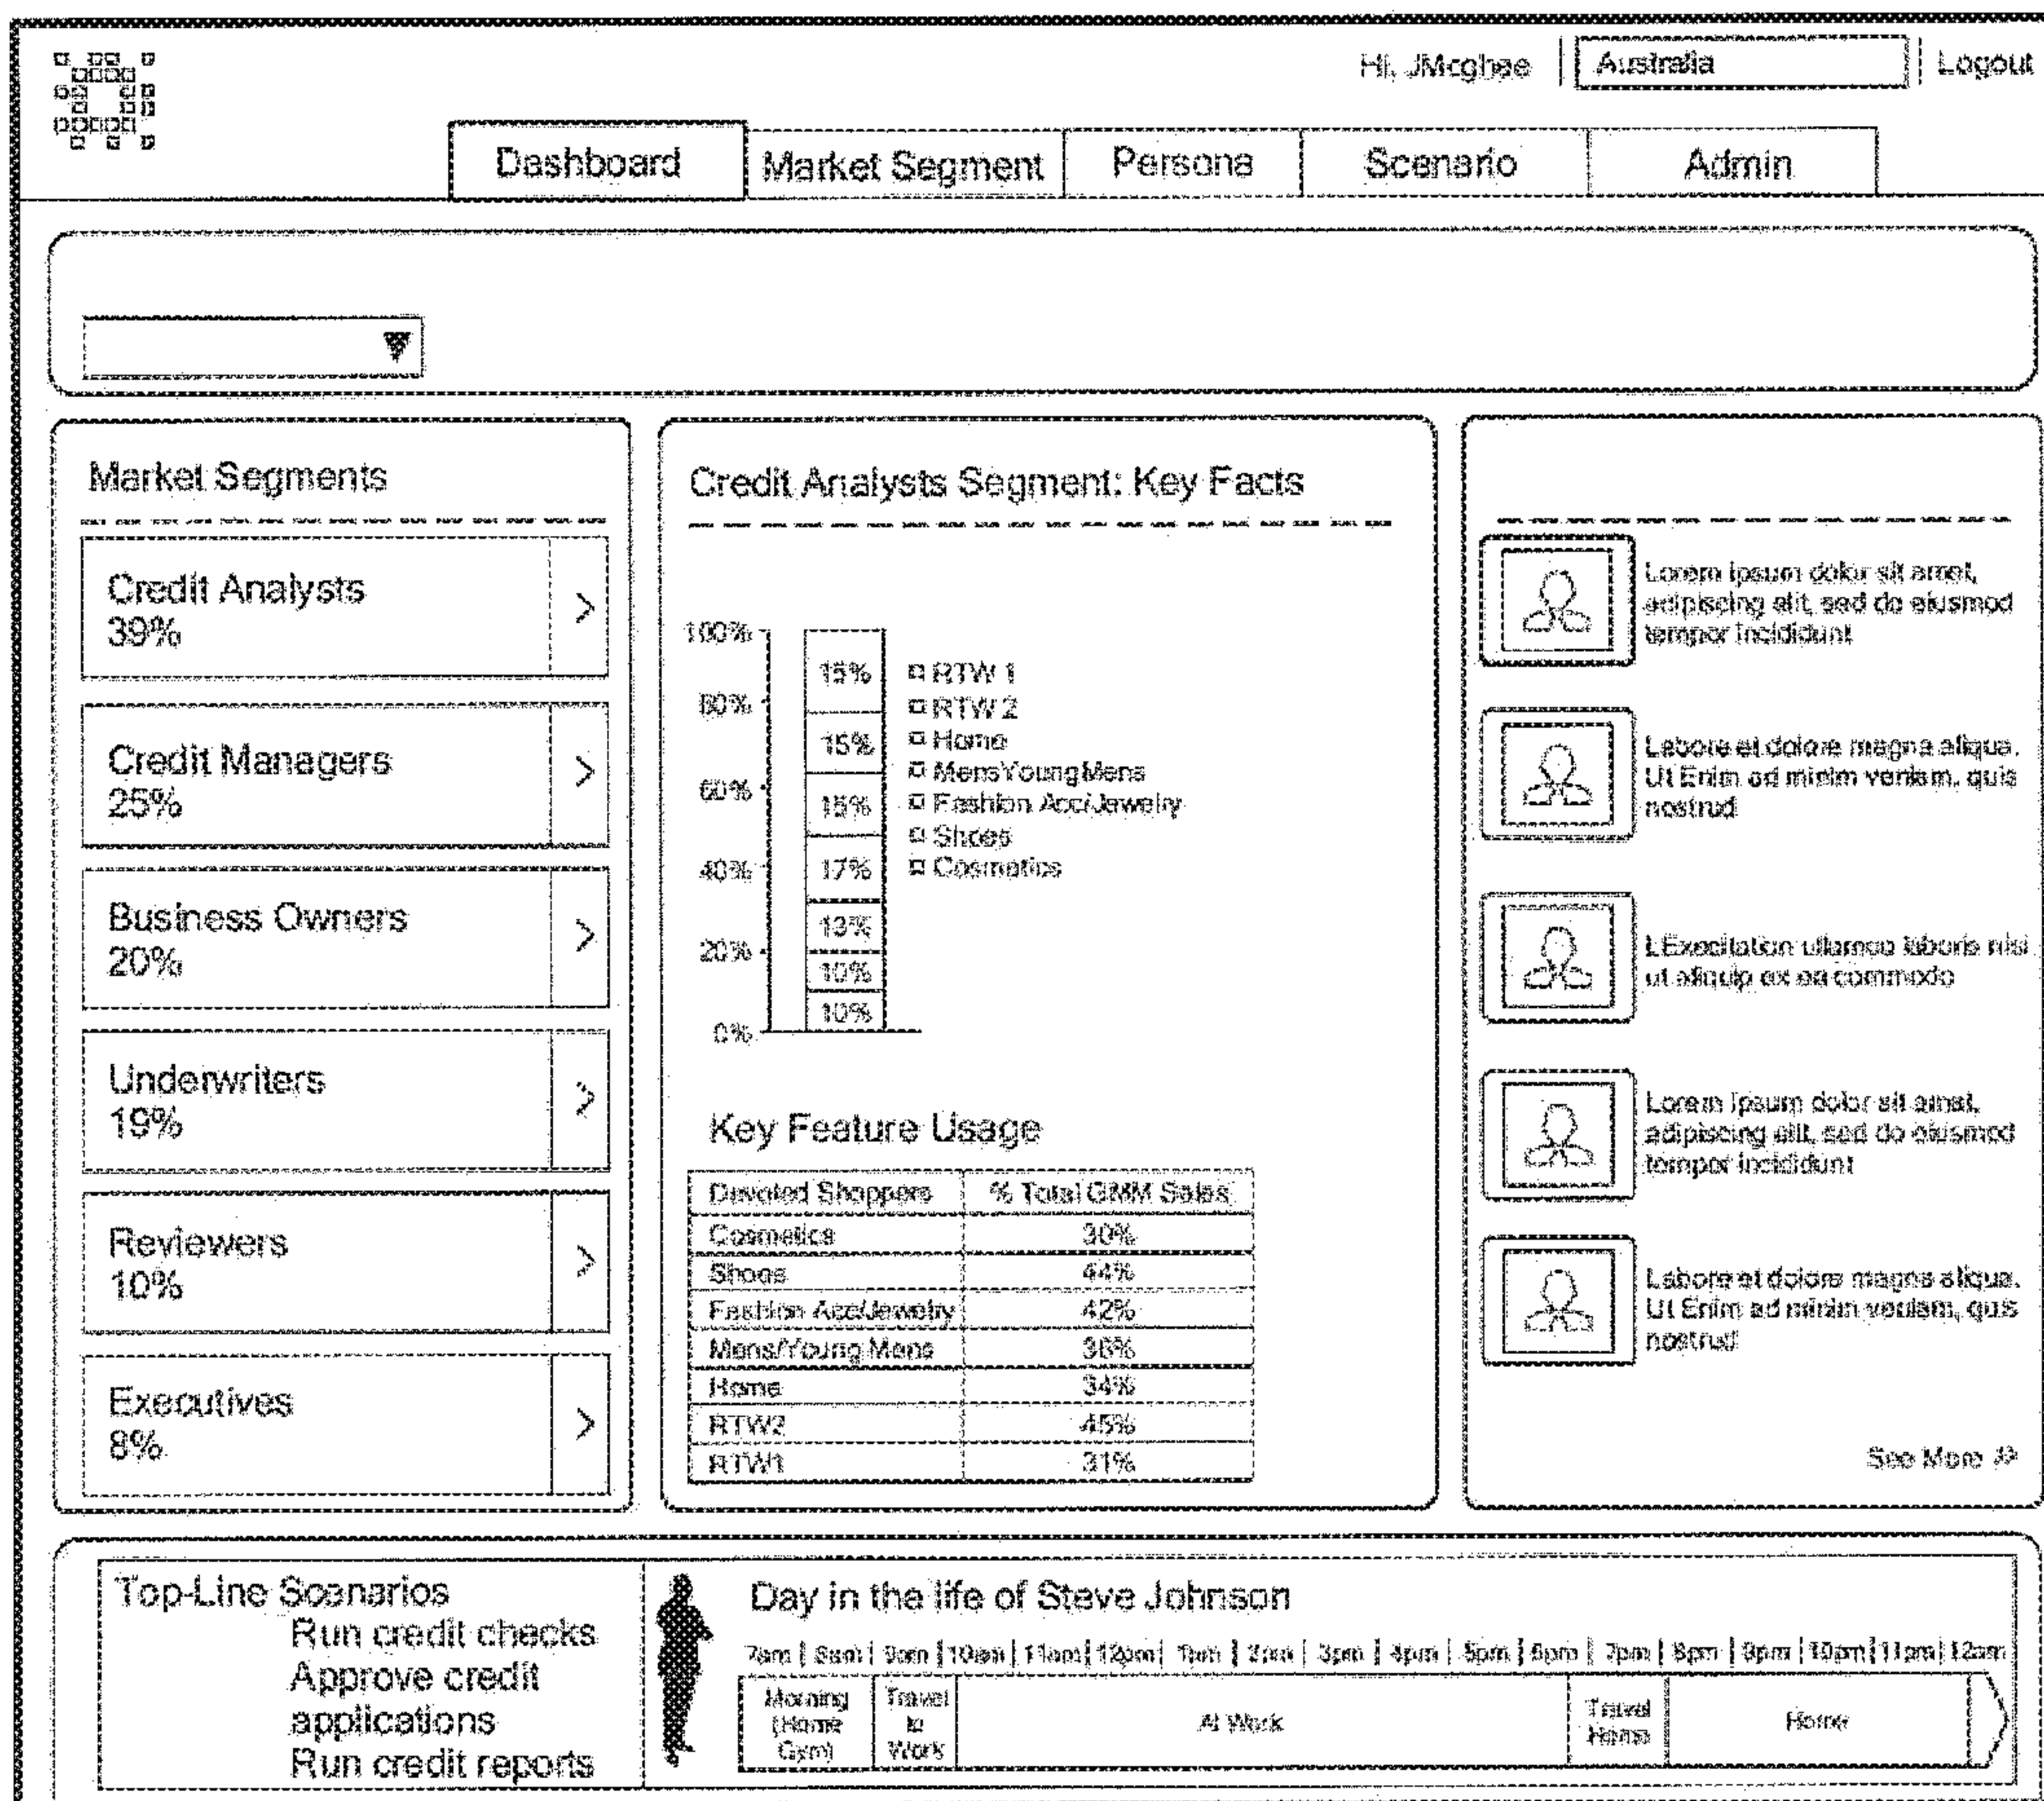 Hi, JMcghee
Australia
Logout
Dashboard
Market Segment
Persona
Scenario
Admin
Market Segments
Credit Analysts
39%
Credit Managers
25%
Business Owners
20%
Underwriters
19%
Reviewers
10%
Executives
8%
Credit Analysts Segment: Key Facts
100%
80%
60%
40%
20%
0%
15%
15%
15%
17%
13%
10%
10%
RTW 1
RTW 2
Home
MensYoungMens
Fashion Acc/Jewelry
Shoes
Cosmetics
Key Feature Usage
Devoted Shoppers % Total GMM Sales
Cosmetics 30%
Shoes 44%
Fashion Acc/Jewelry 42%
Mens/Young Mens 36%
Home 34%
RTW2 45%
RTW1 31%
Lorem ipsum dolor sit amet,
adipiscing elit, sed do eiusmod
tempor incididunt
Labore et dolore magna aliqua.
Ut Enim ad minim veniam, quis
nostrud
LExecitation ullamco laboris nisi
ut aliquip ex ea commodo
Lorem ipsum dolor sit amet,
adipiscing elit, sed do eiusmod
tempor incididunt
Labore et dolore magna aliqua.
Ut Enim ad minim veniam, quis
nostrud
See More
Top-Line Scenarios
Run credit checks
Approve credit
applications
Run credit reports
Day in the life of Steve Johnson
7am | 8am | 9am | 10am | 11am | 12pm | 1pm | 2pm | 3pm | 4pm | 5pm | 6pm | 7pm | 8pm | 9pm | 10pm | 11pm | 12am
Morning
(Home
Gym)
Travel
to
Work
At Work
Travel
Home
Home